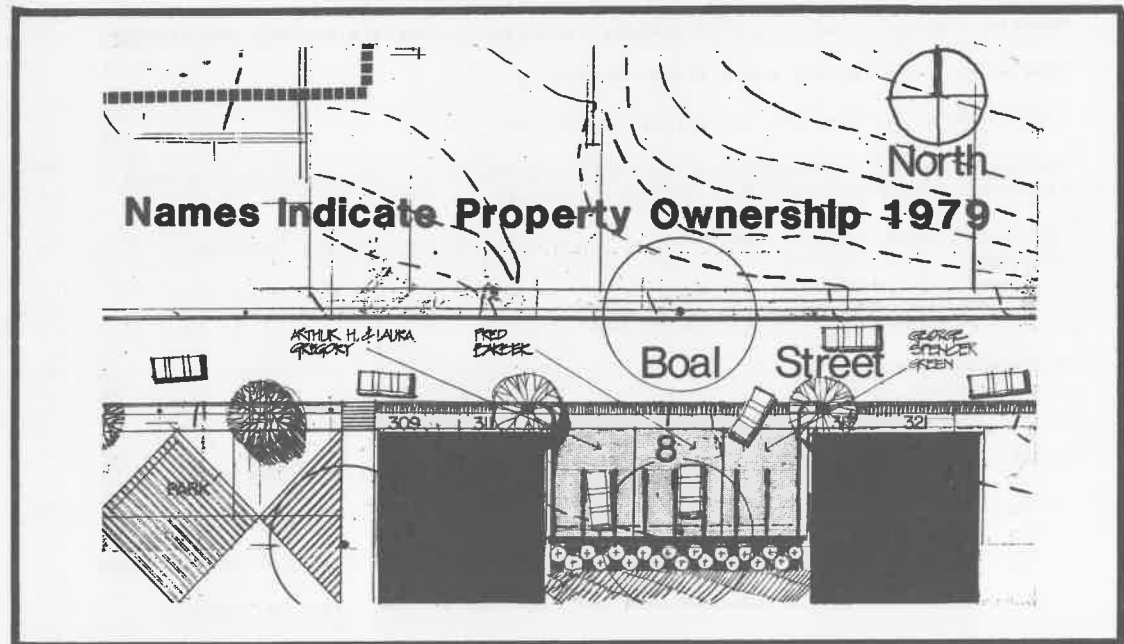 North
Names Indicate Property Ownership 1979
ARTHUR H. & LAURA
GREGORY
FRED
BARBER
GEORGE
SPENCER
GREEN
Boal Street
309
321
8
PARK